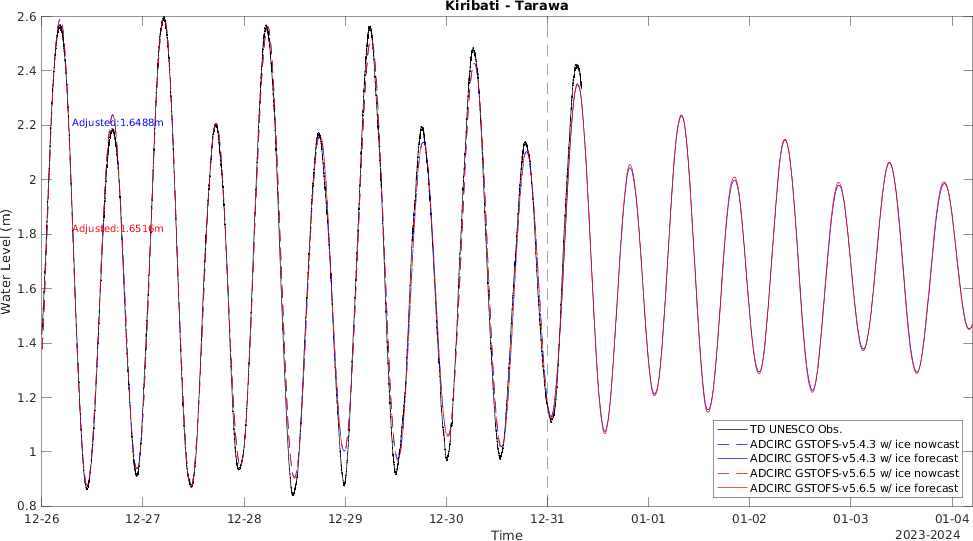 Kiribati - Tarawa
Water Level (m)
2.6
2.4
2.2
2
1.8
1.6
1.4
1.2
1
0.8
Adjusted:1.6488m
Adjusted:1.6516m
TD UNESCO Obs.
ADCIRC GSTOFS-v5.4.3 w/ ice nowcast
ADCIRC GSTOFS-v5.4.3 w/ ice forecast
ADCIRC GSTOFS-v5.6.5 w/ ice nowcast
ADCIRC GSTOFS-v5.6.5 w/ ice forecast
12-26 12-27 12-28 12-29 12-30 12-31 01-01 01-02 01-03 01-04
Time
2023-2024